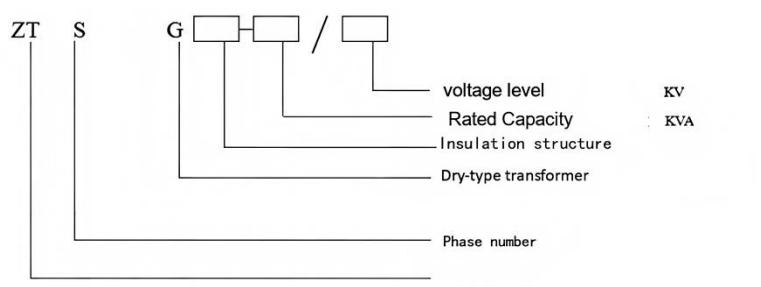 ZT S G - /
voltage level KV
Rated Capacity : KVA
Insulation structure
Dry-type transformer
Phase number